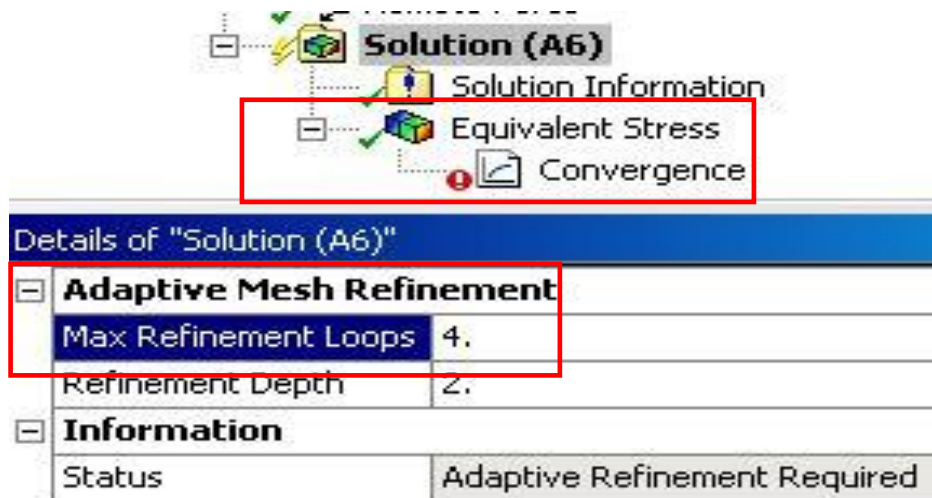 Solution (A6)
Solution Information
Equivalent Stress
Convergence
Details of "Solution (A6)"
Adaptive Mesh Refinement
Max Refinement Loops 4.
Refinement Depth 2.
Information
Status Adaptive Refinement Required